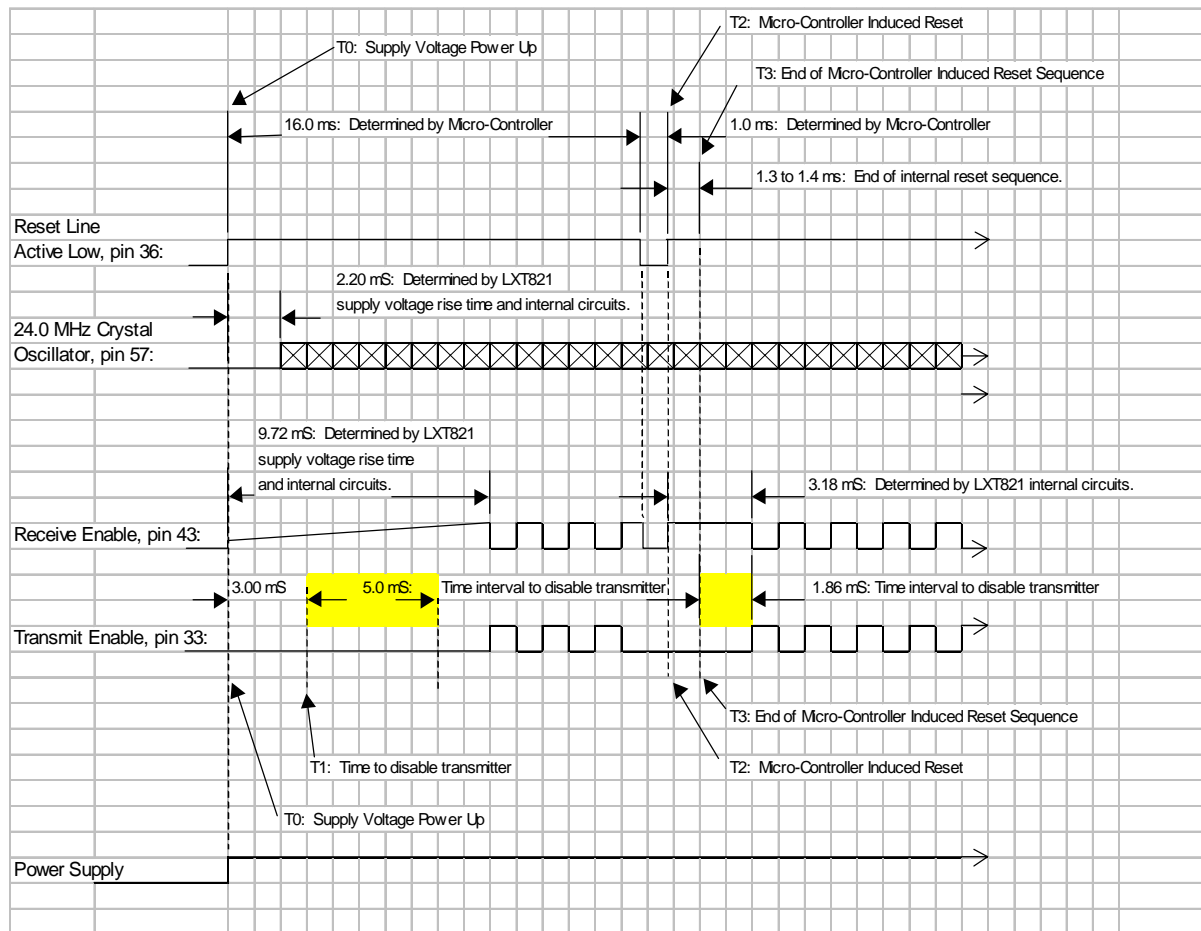 T2: Micro-Controller Induced Reset
T0: Supply Voltage Power Up
T3: End of Micro-Controller Induced Reset Sequence
16.0 ms: Determined by Micro-Controller
1.0 ms: Determined by Micro-Controller
1.3 to 1.4 ms: End of internal reset sequence.
Reset Line
Active Low, pin 36:
2.20 mS: Determined by LXT821
supply voltage rise time and internal circuits.
24.0 MHz Crystal
Oscillator, pin 57:
9.72 mS: Determined by LXT821
supply voltage rise time
and internal circuits.
3.18 mS: Determined by LXT821 internal circuits.
Receive Enable, pin 43:
3.00 mS
5.0 mS: Time interval to disable transmitter
1.86 mS: Time interval to disable transmitter
Transmit Enable, pin 33:
T3: End of Micro-Controller Induced Reset Sequence
T1: Time to disable transmitter
T2: Micro-Controller Induced Reset
T0: Supply Voltage Power Up
Power Supply